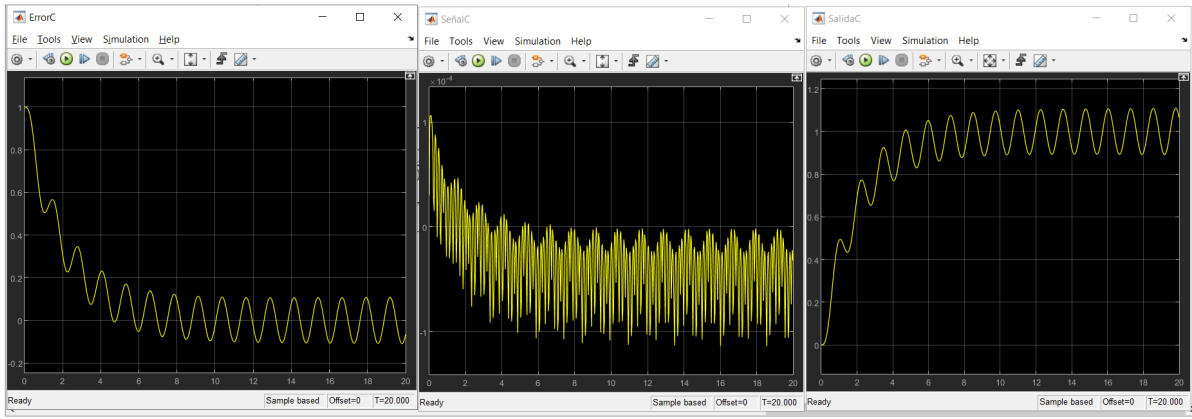 ErrorC
File Tools View Simulation Help
1
0.8
0.6
0.4
0.2
0
-0.2
0 2 4 6 8 10 12 14 16 18 20
Ready Sample based Offset=0 T=20.000
SeñalC
File Tools View Simulation Help
×10⁻⁴
1
0
-1
0 2 4 6 8 10 12 14 16 18 20
Ready Sample based Offset=0 T=20.000
SalidaC
File Tools View Simulation Help
1.2
1
0.8
0.6
0.4
0.2
0
0 2 4 6 8 10 12 14 16 18 20
Ready Sample based Offset=0 T=20.000